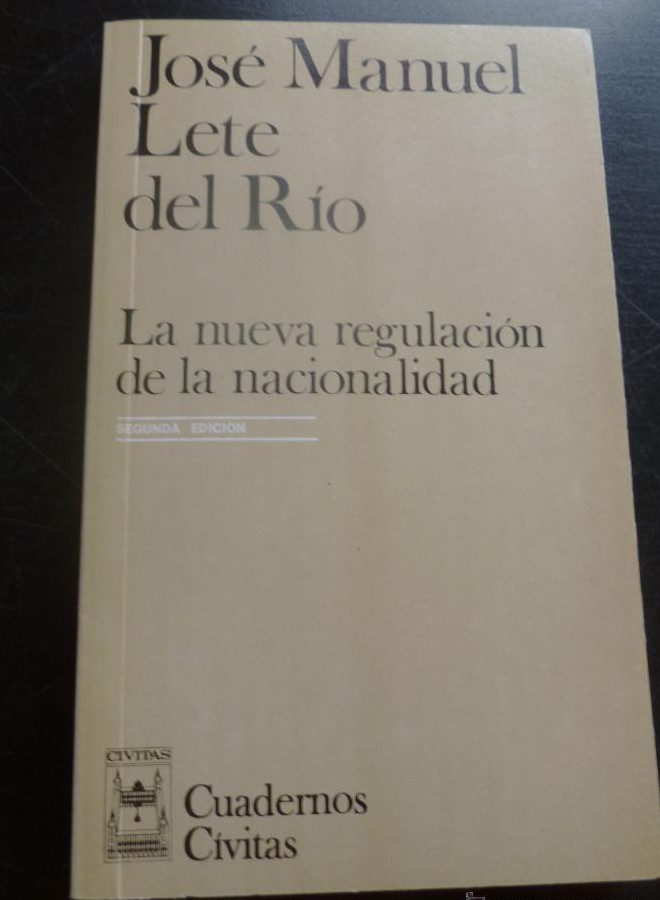 José Manuel
Lete
del Río
La nueva regulación
de la nacionalidad
SEGUNDA EDICION
CIVITAS
Cuadernos
Cívitas